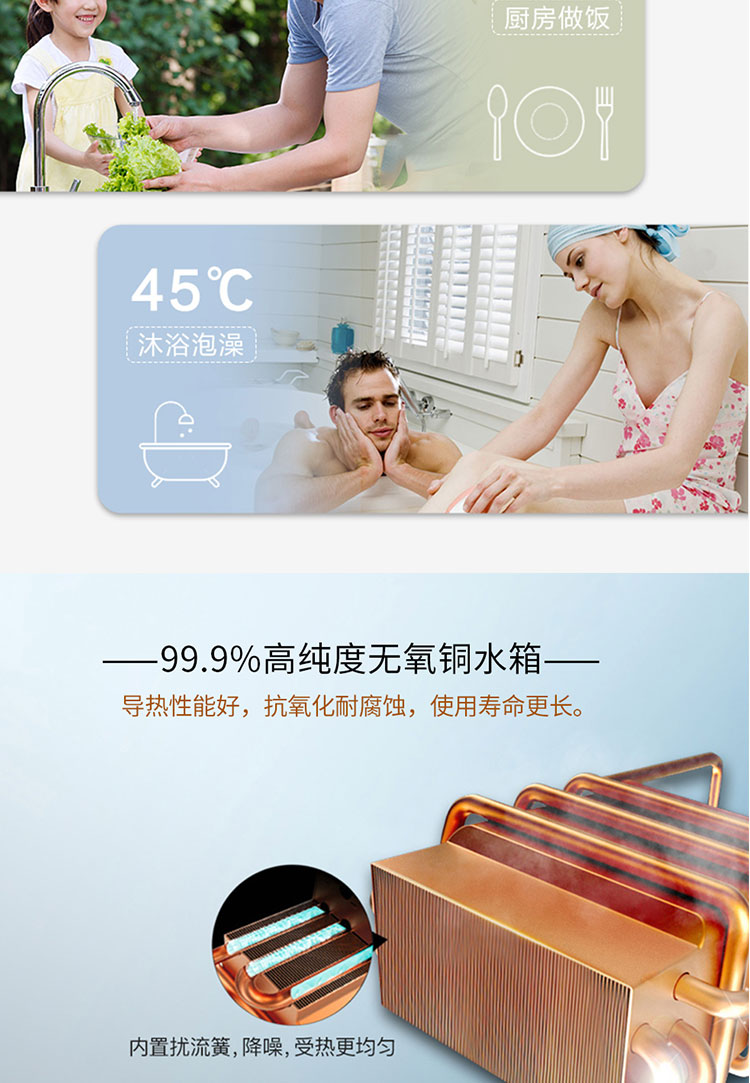 厨房做饭
45℃
沐浴泡澡
99.9%高纯度无氧铜水箱
导热性能好，抗氧化耐腐蚀，使用寿命更长。
内置扰流簧，降噪，受热更均匀